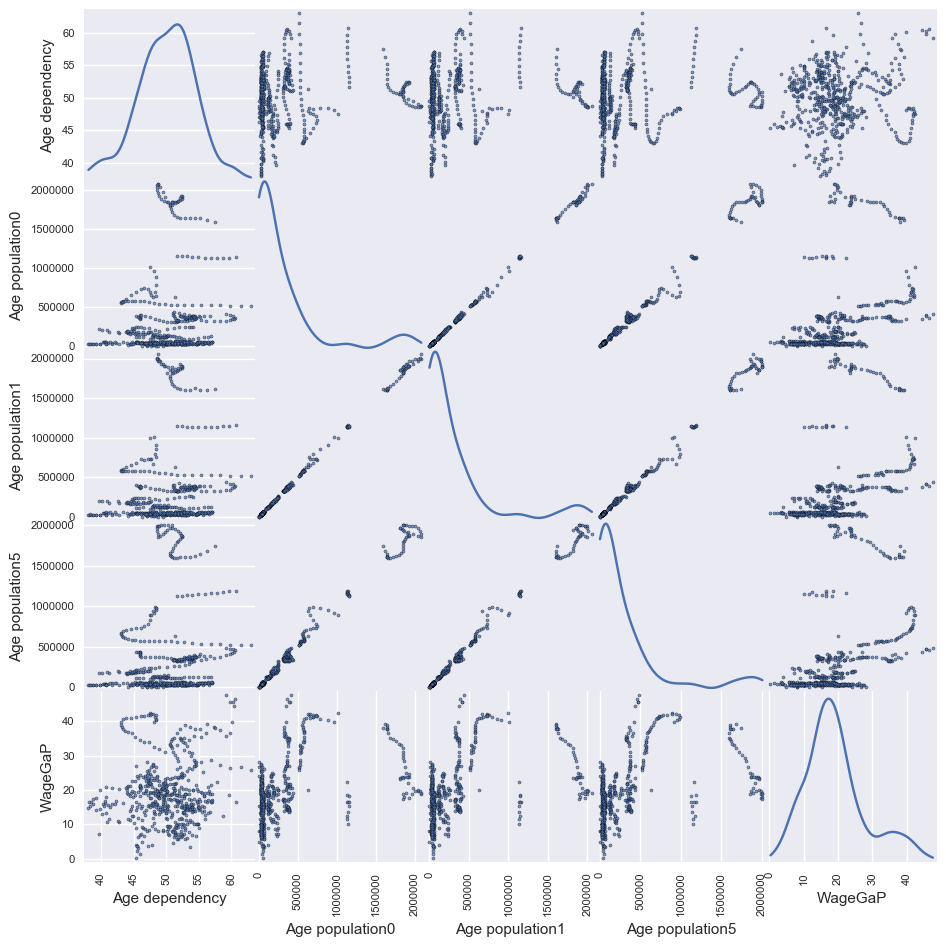 60
55
50
45
40
Age dependency
2000000
1500000
1000000
500000
0
Age population0
2000000
1500000
1000000
500000
0
Age population1
2000000
1500000
1000000
500000
0
Age population5
40
30
20
10
0
WageGaP
40 45 50 55 60
Age dependency
0 500000 1000000 1500000 2000000
Age population0
0 500000 1000000 1500000 2000000
Age population1
0 500000 1000000 1500000 2000000
Age population5
0 10 20 30 40
WageGaP